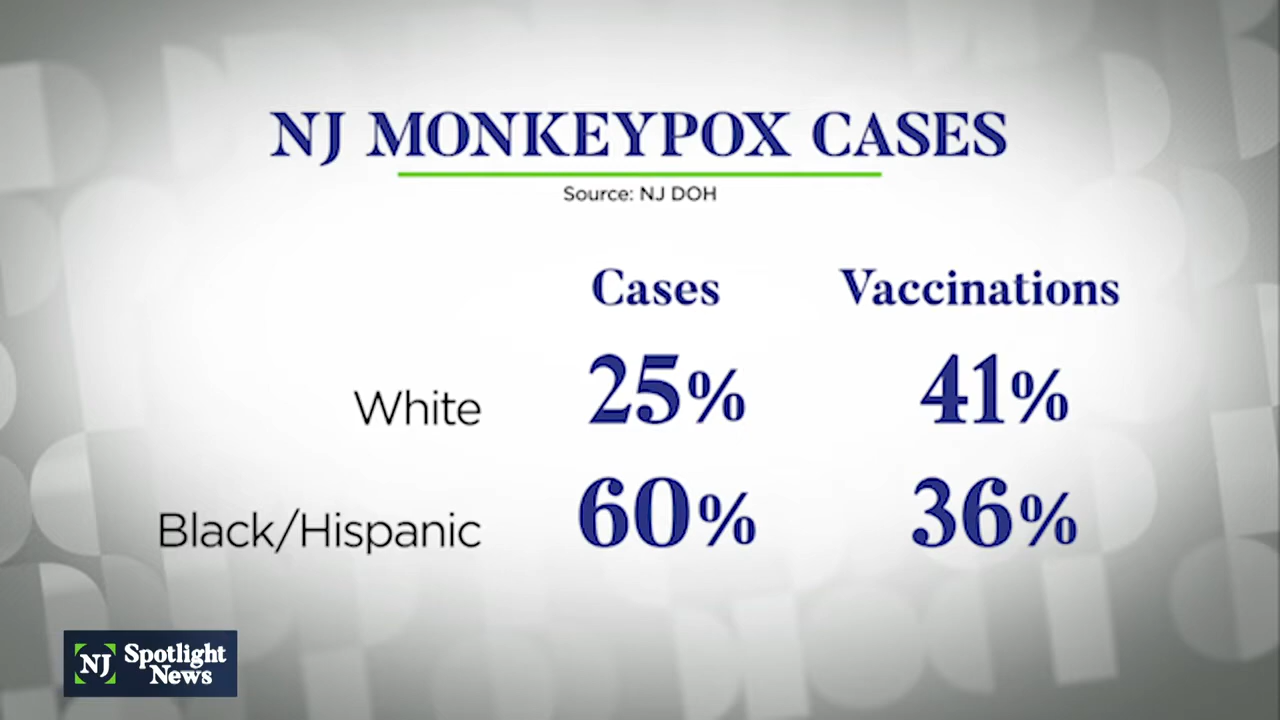 NJ MONKEYPOX CASES
Source: NJ DOH
Cases Vaccinations
White 25% 41%
Black/Hispanic 60% 36%
NJ Spotlight
News